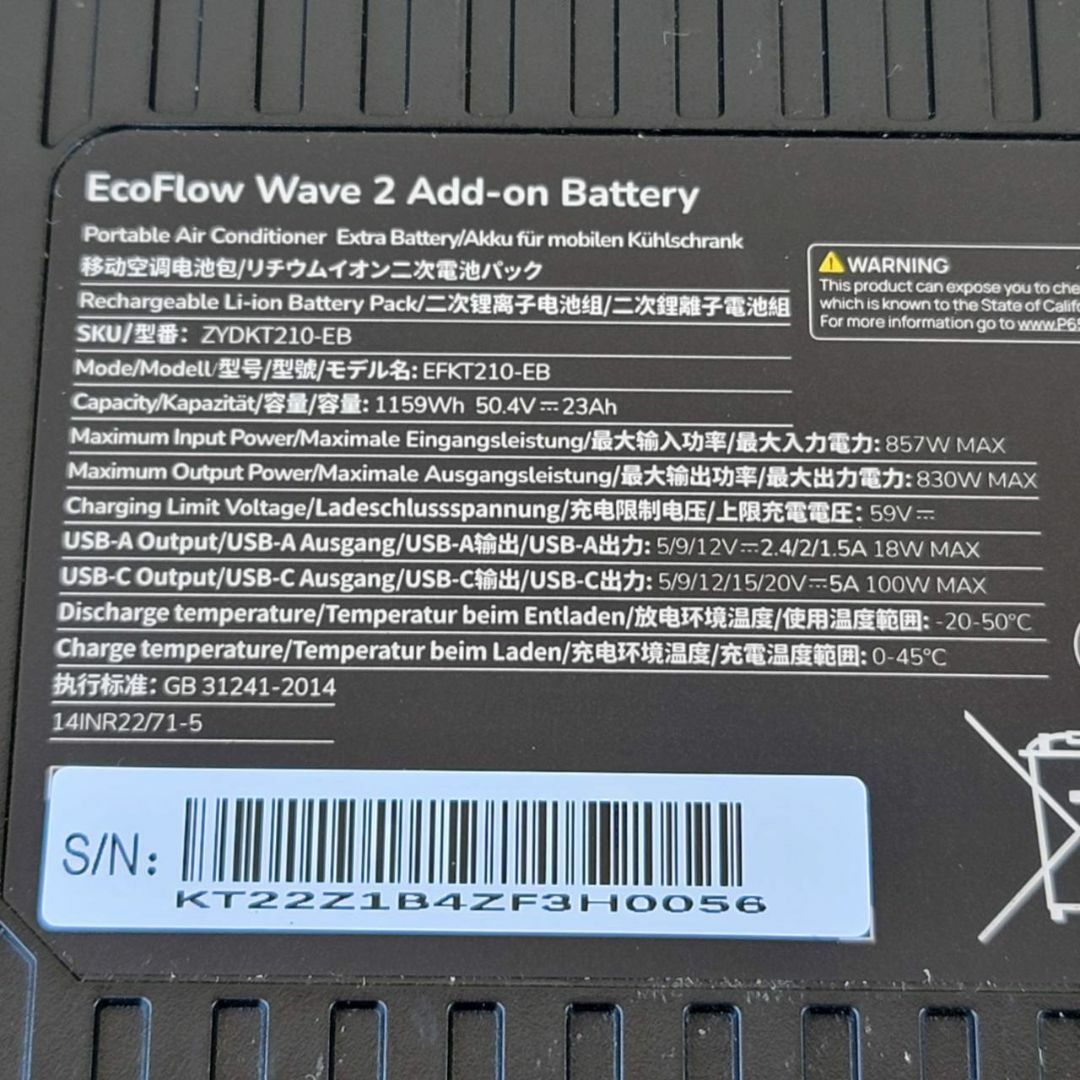 EcoFlow Wave 2 Add-on Battery
Portable Air Conditioner Extra Battery/Akku für mobilen Kühlschrank
移动空调电池包/リチウムイオン二次電池パック
Rechargeable Li-ion Battery Pack/二次锂离子电池组/二次鋰離子電池組
SKU/型番: ZYDKT210-EB
Mode/Modell/型号/型號/モデル名: EFKT210-EB
Capacity/Kapazität/容量/容量: 1159Wh 50.4V⎓23Ah
Maximum Input Power/Maximale Eingangsleistung/最大输入功率/最大入力電力: 857W MAX
Maximum Output Power/Maximale Ausgangsleistung/最大输出功率/最大出力電力: 830W MAX
Charging Limit Voltage/Ladeschlussspannung/充电限制电压/上限充電電圧: 59V⎓
USB-A Output/USB-A Ausgang/USB-A输出/USB-A出力: 5/9/12V⎓2.4/2/1.5A 18W MAX
USB-C Output/USB-C Ausgang/USB-C输出/USB-C出力: 5/9/12/15/20V⎓5A 100W MAX
Discharge temperature/Temperatur beim Entladen/放电环境温度/使用温度範囲: -20-50°C
Charge temperature/Temperatur beim Laden/充电环境温度/充電温度範囲: 0-45°C
执行标准: GB 31241-2014
14INR22/71-5
WARNING
This product can expose you to che
which is known to the State of Calif
For more information go to www.P65
S/N:
KT22Z1B4ZF3H0056